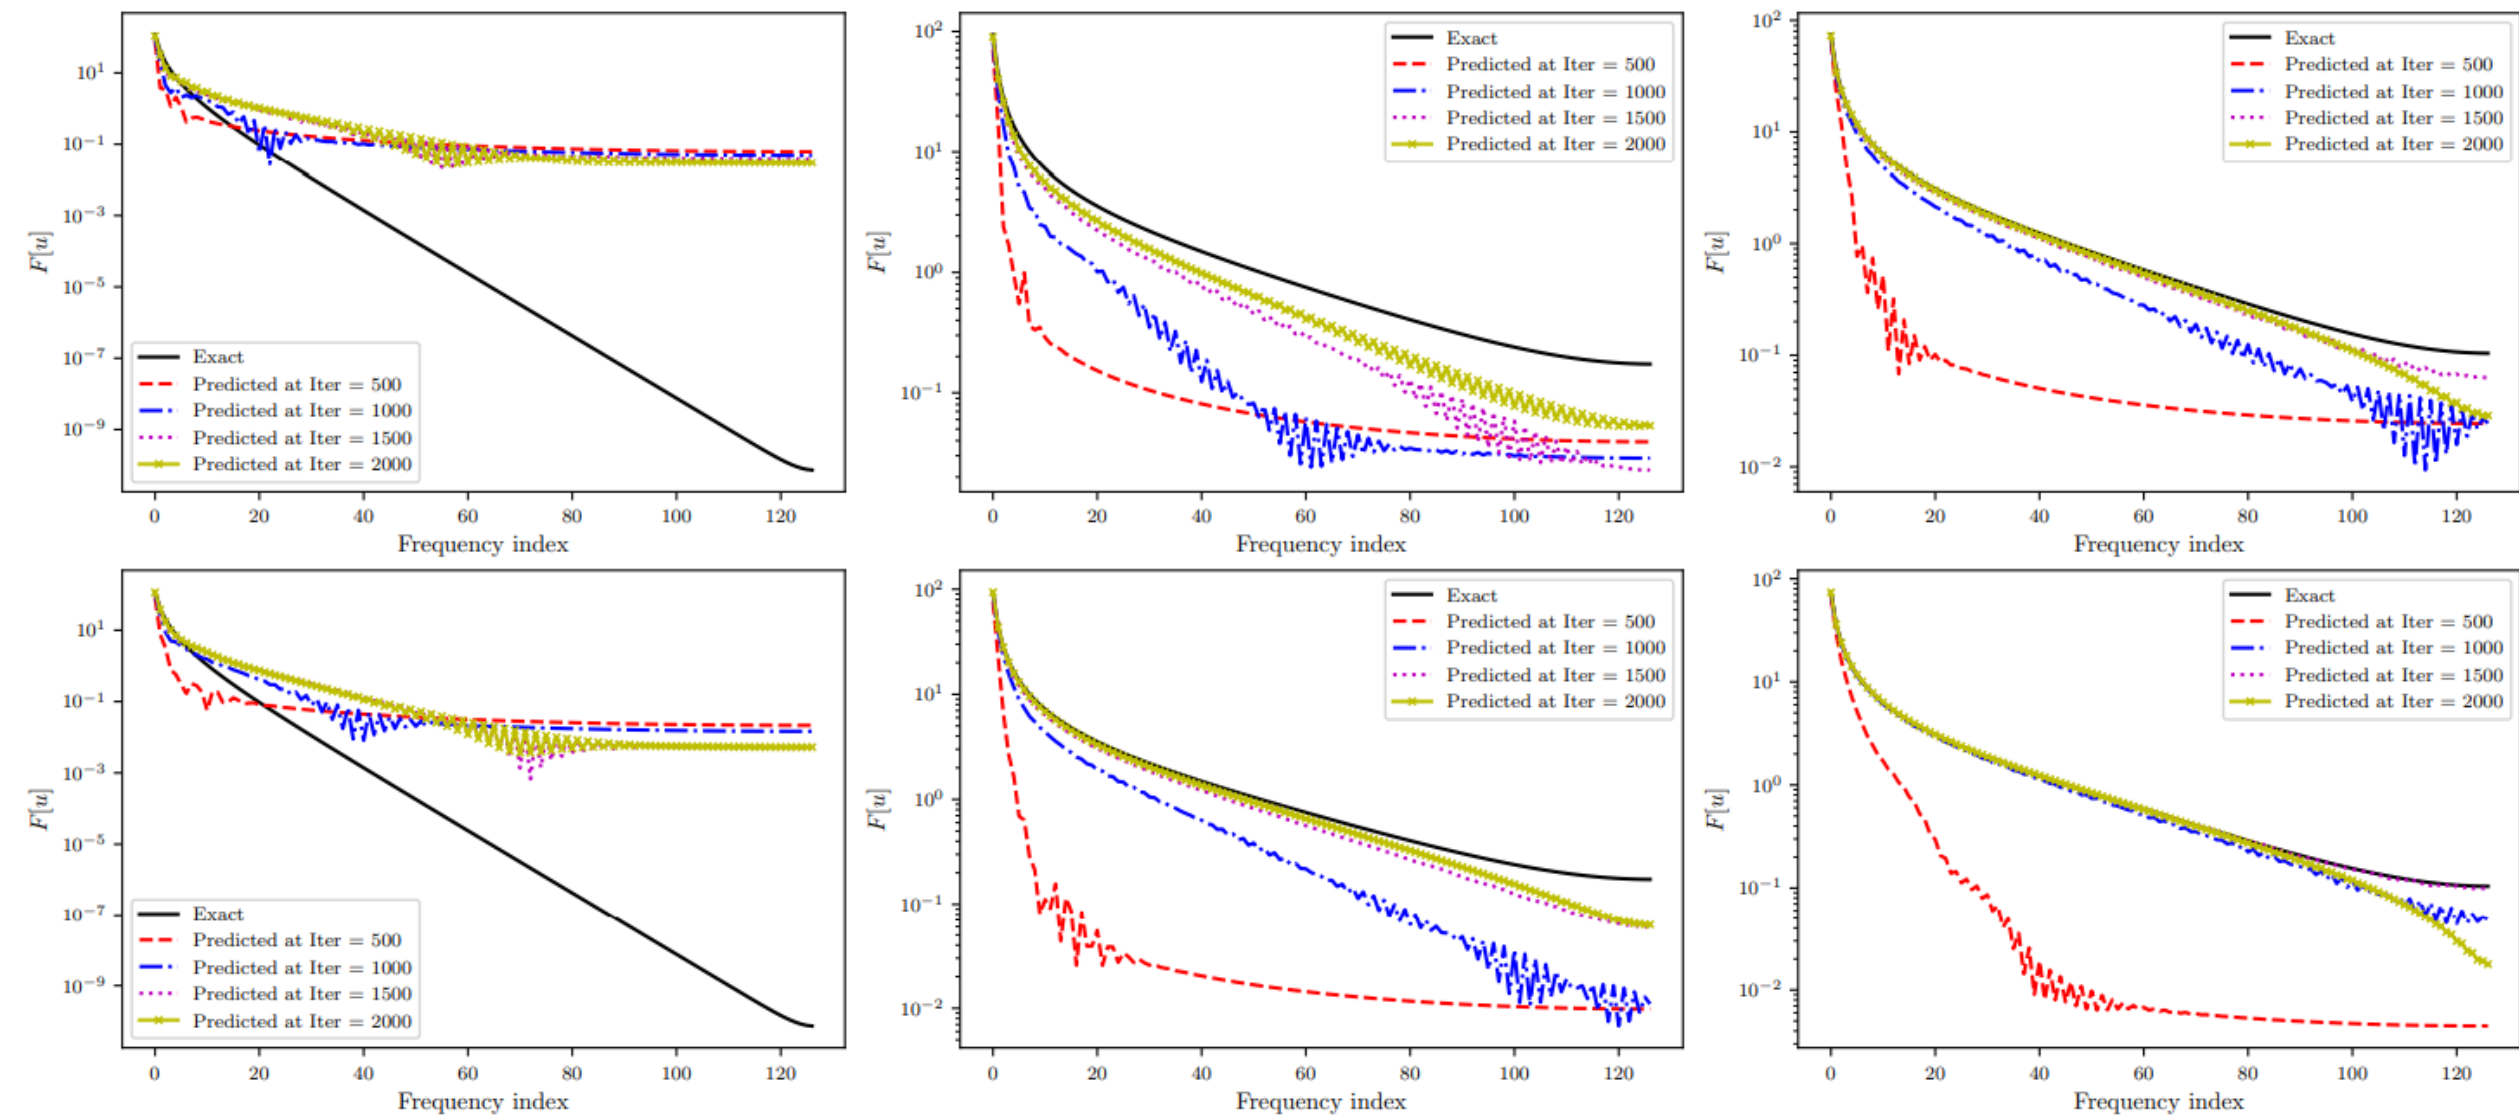 F[u]
10^1
10^-1
10^-3
10^-5
10^-7
10^-9
Exact
Predicted at Iter = 500
Predicted at Iter = 1000
Predicted at Iter = 1500
Predicted at Iter = 2000
0 20 40 60 80 100 120
Frequency index
F[u]
10^2
10^1
10^0
10^-1
Exact
Predicted at Iter = 500
Predicted at Iter = 1000
Predicted at Iter = 1500
Predicted at Iter = 2000
0 20 40 60 80 100 120
Frequency index
F[u]
10^2
10^1
10^0
10^-1
10^-2
Exact
Predicted at Iter = 500
Predicted at Iter = 1000
Predicted at Iter = 1500
Predicted at Iter = 2000
0 20 40 60 80 100 120
Frequency index
F[u]
10^1
10^-1
10^-3
10^-5
10^-7
10^-9
Exact
Predicted at Iter = 500
Predicted at Iter = 1000
Predicted at Iter = 1500
Predicted at Iter = 2000
0 20 40 60 80 100 120
Frequency index
F[u]
10^2
10^1
10^0
10^-1
10^-2
Exact
Predicted at Iter = 500
Predicted at Iter = 1000
Predicted at Iter = 1500
Predicted at Iter = 2000
0 20 40 60 80 100 120
Frequency index
F[u]
10^2
10^1
10^0
10^-1
10^-2
Exact
Predicted at Iter = 500
Predicted at Iter = 1000
Predicted at Iter = 1500
Predicted at Iter = 2000
0 20 40 60 80 100 120
Frequency index